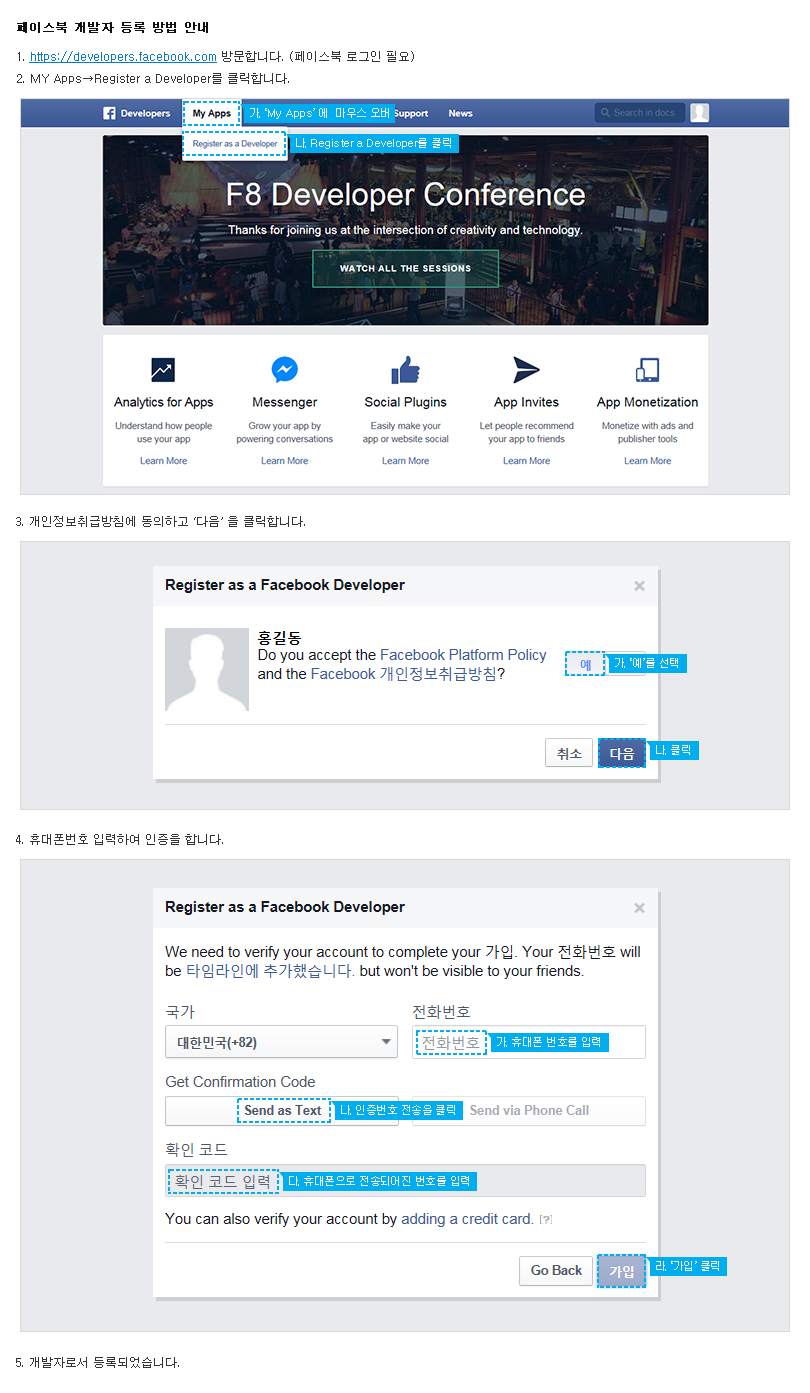 페이스북 개발자 등록 방법 안내
1. https://developers.facebook.com 방문합니다. (페이스북 로그인 필요)
2. MY Apps→Register a Developer를 클릭합니다.
Developers My Apps 가. 'My Apps' 에 마우스 오버 Support News Search in docs
Register as a Developer 나. Register a Developer를 클릭
F8 Developer Conference
Thanks for joining us at the intersection of creativity and technology.
WATCH ALL THE SESSIONS
Analytics for Apps Messenger Social Plugins App Invites App Monetization
Understand how people Grow your app by Easily make your Let people recommend Monetize with ads and
use your app powering conversations app or website social your app to friends publisher tools
Learn More Learn More Learn More Learn More Learn More
3. 개인정보취급방침에 동의하고 '다음' 을 클릭합니다.
Register as a Facebook Developer ×
홍길동
Do you accept the Facebook Platform Policy 예 가. '예'를 선택
and the Facebook 개인정보취급방침?
취소 다음 나. 클릭
4. 휴대폰번호 입력하여 인증을 합니다.
Register as a Facebook Developer ×
We need to verify your account to complete your 가입. Your 전화번호 will
be 타임라인에 추가했습니다. but won't be visible to your friends.
국가 전화번호
대한민국(+82) 전화번호 가. 휴대폰 번호를 입력
Get Confirmation Code
Send as Text 나. 인증번호 전송을 클릭 Send via Phone Call
확인 코드
확인 코드 입력 다. 휴대폰으로 전송되어진 번호를 입력
You can also verify your account by adding a credit card. [?]
Go Back 가입 라. '가입' 클릭
5. 개발자로서 등록되었습니다.